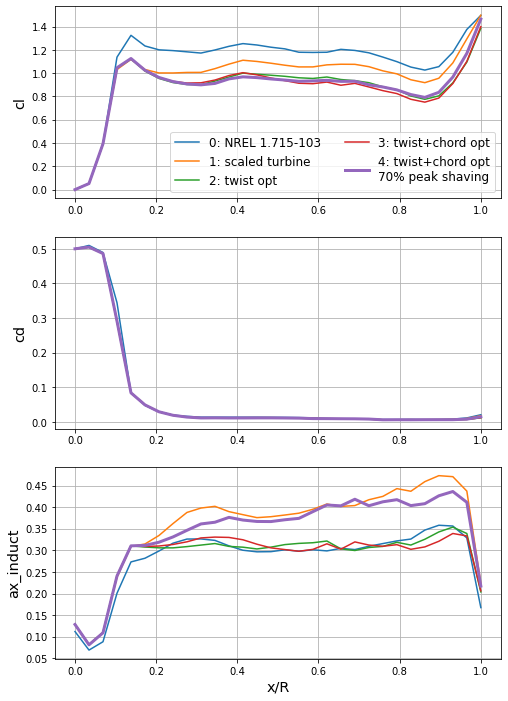 1.4
1.2
1.0
0.8
0.6
0.4
0.2
0.0
cl
0: NREL 1.715-103
1: scaled turbine
2: twist opt
3: twist+chord opt
4: twist+chord opt
70% peak shaving
0.0 0.2 0.4 0.6 0.8 1.0
0.5
0.4
0.3
0.2
0.1
0.0
cd
0.0 0.2 0.4 0.6 0.8 1.0
0.45
0.40
0.35
0.30
0.25
0.20
0.15
0.10
0.05
ax_induct
0.0 0.2 0.4 0.6 0.8 1.0
x/R